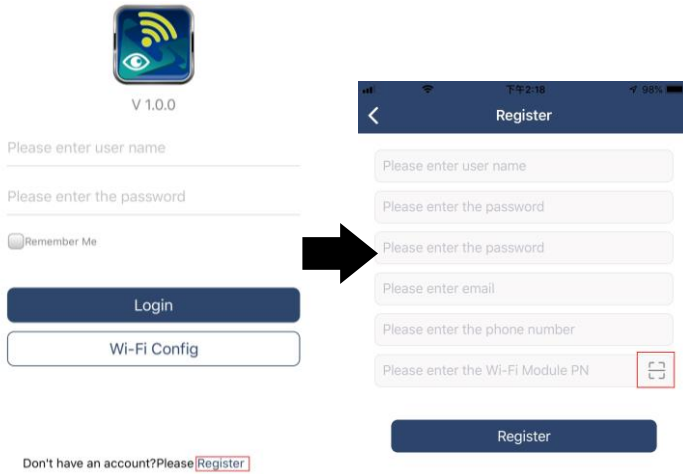 V 1.0.0
Please enter user name
Please enter the password
Remember Me
Login
Wi-Fi Config
Don't have an account?Please Register
下午2:18
98%
Register
Please enter user name
Please enter the password
Please enter the password
Please enter email
Please enter the phone number
Please enter the Wi-Fi Module PN
Register